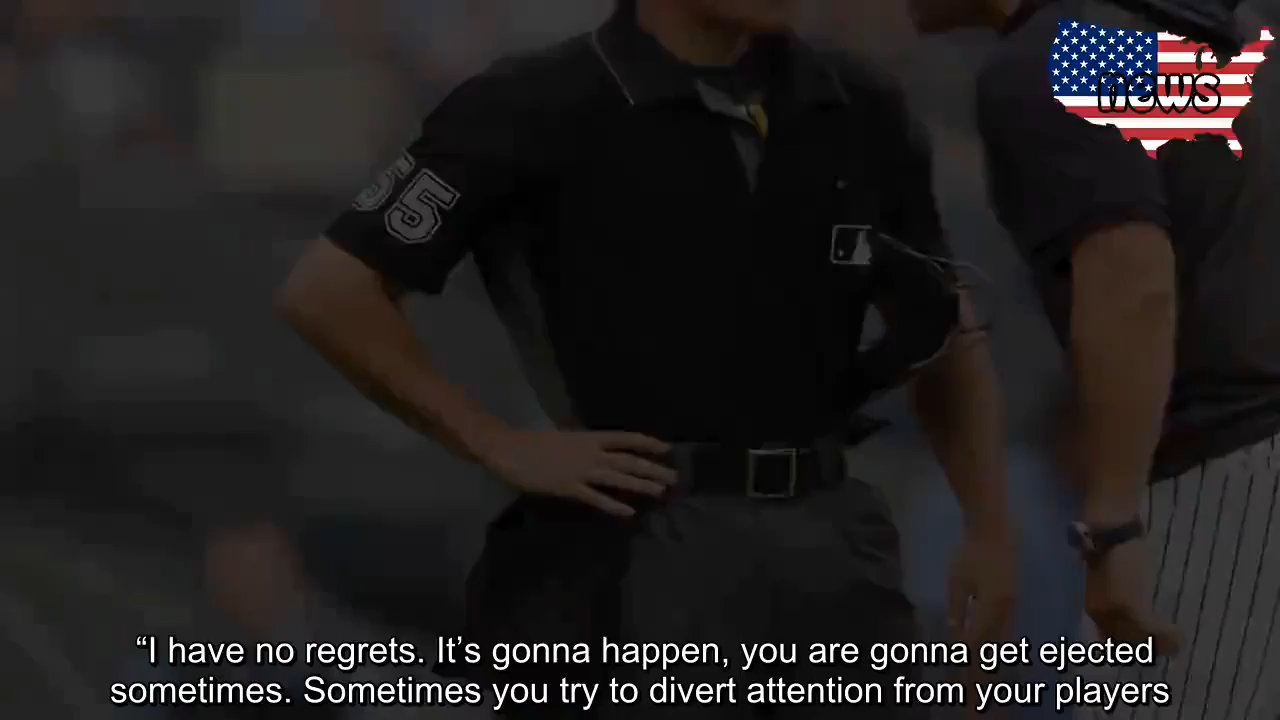 news
55
“I have no regrets. It’s gonna happen, you are gonna get ejected
sometimes. Sometimes you try to divert attention from your players